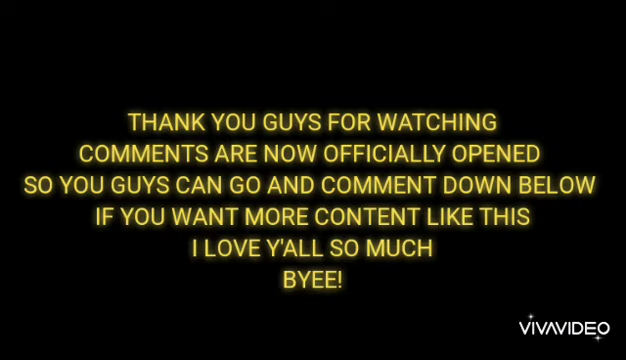 THANK YOU GUYS FOR WATCHING
COMMENTS ARE NOW OFFICIALLY OPENED
SO YOU GUYS CAN GO AND COMMENT DOWN BELOW
IF YOU WANT MORE CONTENT LIKE THIS
I LOVE Y'ALL SO MUCH
BYEE!
VIVAVIDEO